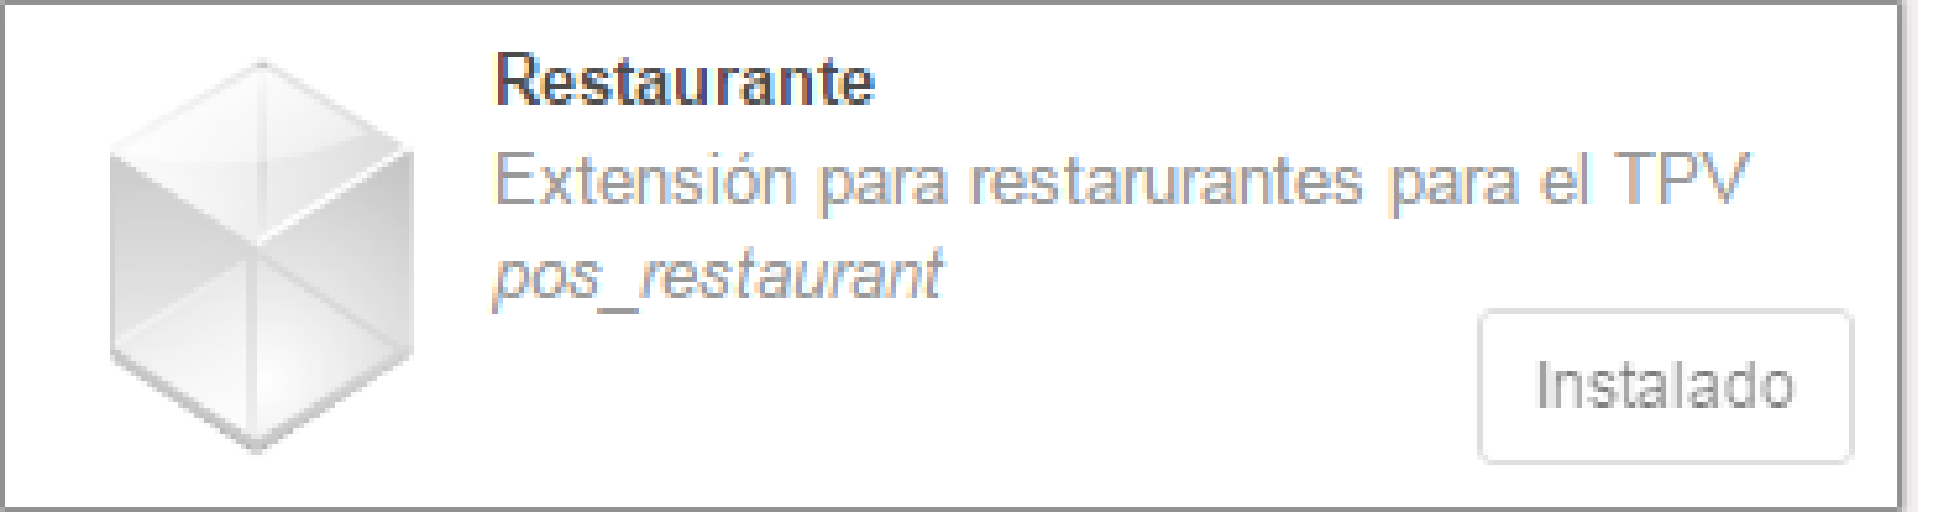 Restaurante
Extensión para restarurantes para el TPV
pos_restaurant
Instalado